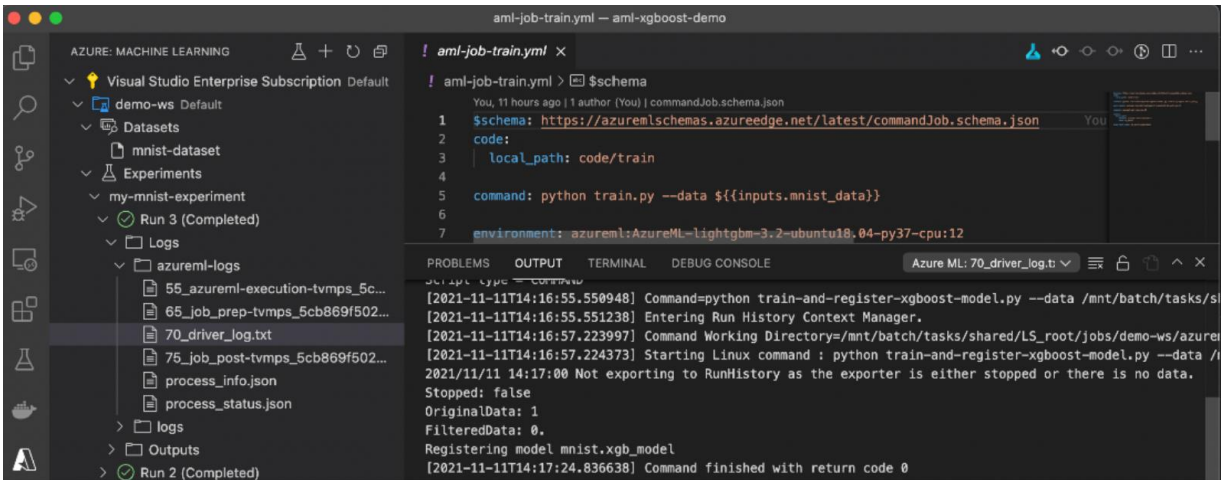 aml-job-train.yml — aml-xgboost-demo
AZURE: MACHINE LEARNING
Visual Studio Enterprise Subscription Default
demo-ws Default
Datasets
mnist-dataset
Experiments
my-mnist-experiment
Run 3 (Completed)
Logs
azureml-logs
55_azureml-execution-tvmps_5c...
65_job_prep-tvmps_5cb869f502...
70_driver_log.txt
75_job_post-tvmps_5cb869f502...
process_info.json
process_status.json
logs
Outputs
Run 2 (Completed)
! aml-job-train.yml ×
! aml-job-train.yml > $schema
You, 11 hours ago | 1 author (You) | commandJob.schema.json
1 $schema: https://azuremlschemas.azureedge.net/latest/commandJob.schema.json You
2 code:
3 local_path: code/train
4
5 command: python train.py --data ${{inputs.mnist_data}}
6
7 environment: azureml:AzureML-lightgbm-3.2-ubuntu18.04-py37-cpu:12
PROBLEMS OUTPUT TERMINAL DEBUG CONSOLE Azure ML: 70_driver_log.t
Script type = COMMAND
[2021-11-11T14:16:55.550948] Command=python train-and-register-xgboost-model.py --data /mnt/batch/tasks/s
[2021-11-11T14:16:55.551238] Entering Run History Context Manager.
[2021-11-11T14:16:57.223997] Command Working Directory=/mnt/batch/tasks/shared/LS_root/jobs/demo-ws/azure
[2021-11-11T14:16:57.224373] Starting Linux command : python train-and-register-xgboost-model.py --data /
2021/11/11 14:17:00 Not exporting to RunHistory as the exporter is either stopped or there is no data.
Stopped: false
OriginalData: 1
FilteredData: 0.
Registering model mnist.xgb_model
[2021-11-11T14:17:24.836638] Command finished with return code 0